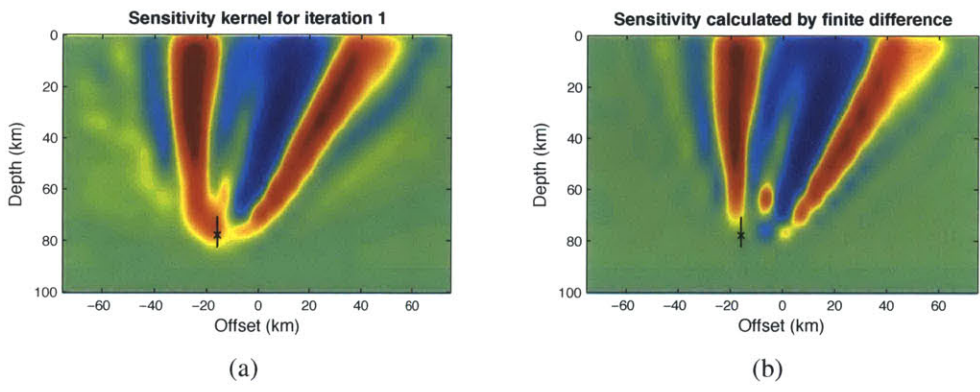 Sensitivity kernel for iteration 1
0
20
40
60
80
100
Depth (km)
−60 −40 −20 0 20 40 60
Offset (km)
(a)
Sensitivity calculated by finite difference
0
20
40
60
80
100
Depth (km)
−60 −40 −20 0 20 40 60
Offset (km)
(b)